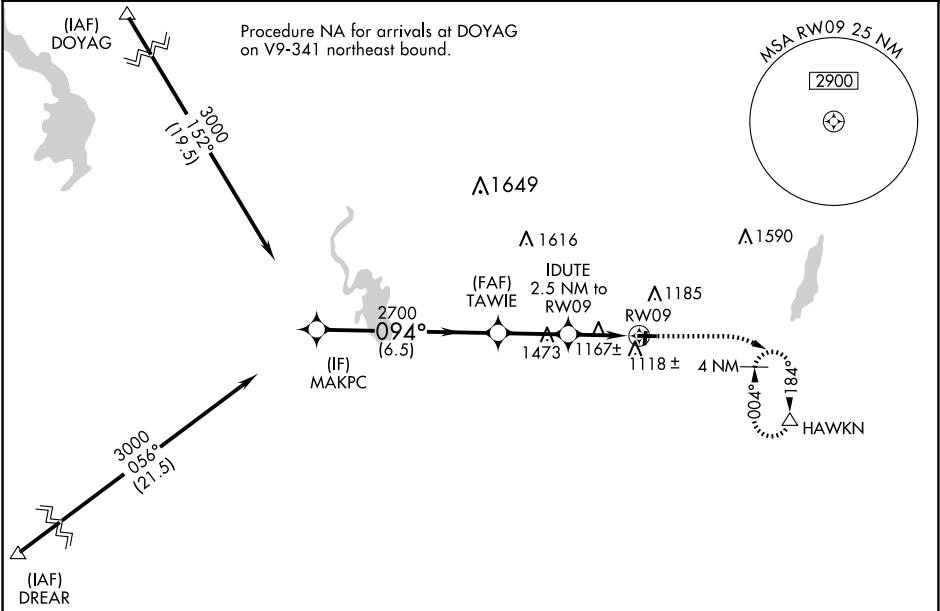 (IAF)
DOYAG
Procedure NA for arrivals at DOYAG
on V9-341 northeast bound.
MSA RW09 25 NM
2900
3000
152°
(19.5)
1649
1616
1590
(FAF)
TAWIE
IDUTE
2.5 NM to
RW09
1185
RW09
2700
094°
(6.5)
1473
1167±
1118 ±
4 NM
004°
184°
HAWKN
(IF)
MAKPC
3000
056°
(21.5)
(IAF)
DREAR